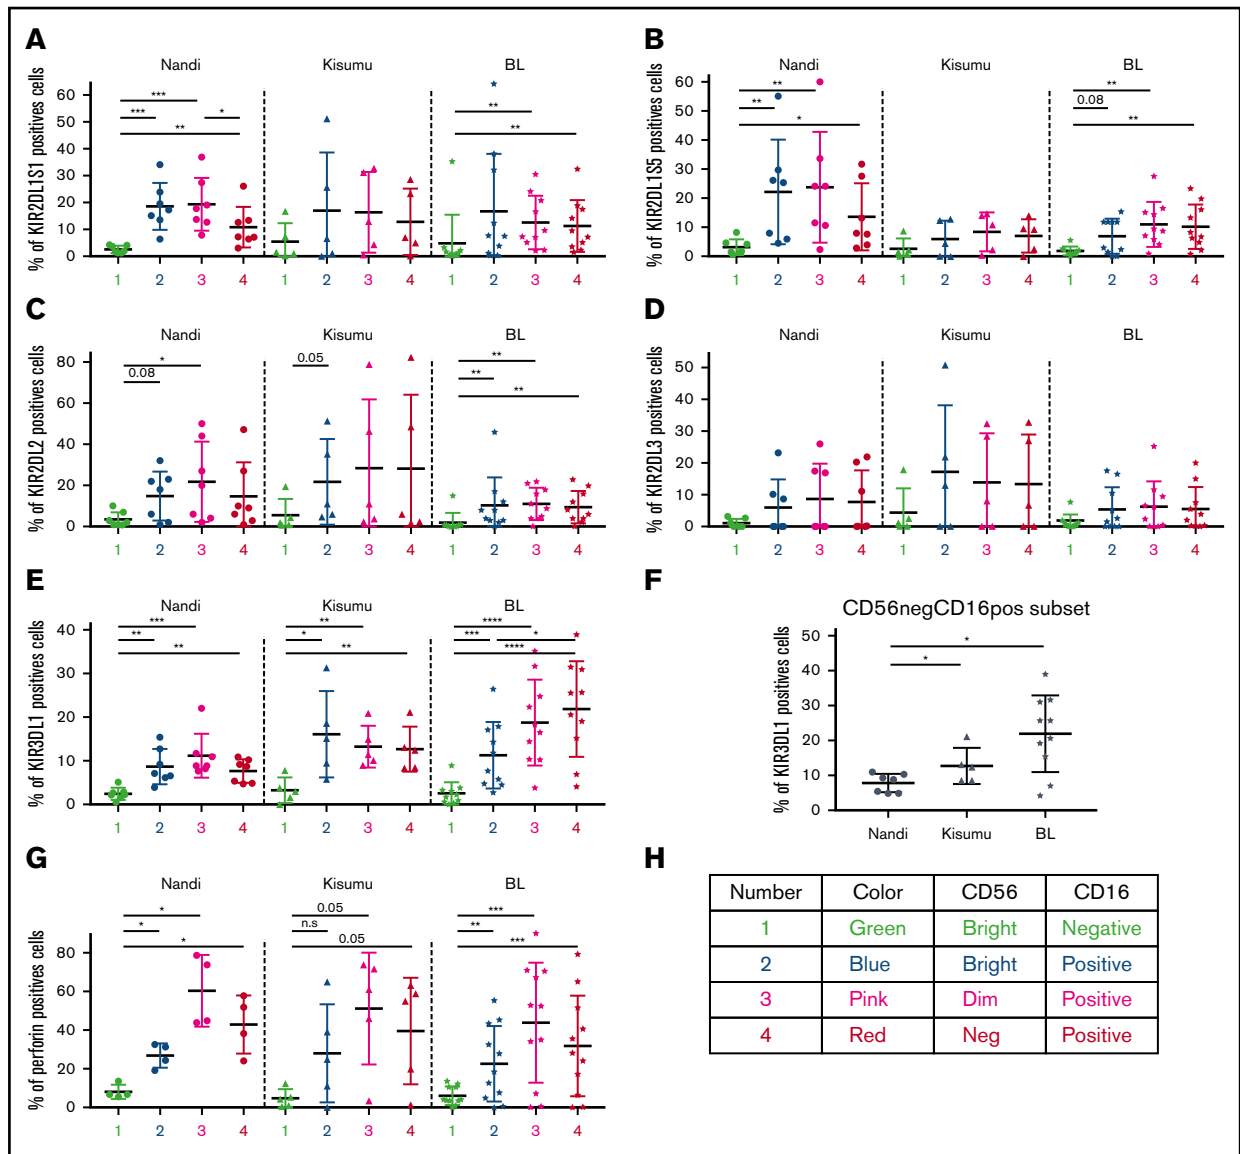 A
Nandi Kisumu BL
% of KIR2DL1S1 positives cells
60
50
40
30
20
10
0
*** *** * ** ** **
1 2 3 4 1 2 3 4 1 2 3 4
B
Nandi Kisumu BL
% of KIR2DL1S5 positives cells
60
50
40
30
20
10
0
** ** * ** 0.08 **
1 2 3 4 1 2 3 4 1 2 3 4
C
Nandi Kisumu BL
% of KIR2DL2 positives cells
80
60
40
20
0
* 0.08 0.05 ** ** **
1 2 3 4 1 2 3 4 1 2 3 4
D
Nandi Kisumu BL
% of KIR2DL3 positives cells
50
40
30
20
10
0
1 2 3 4 1 2 3 4 1 2 3 4
E
Nandi Kisumu BL
% of KIR3DL1 positives cells
40
30
20
10
0
*** ** ** ** * ** **** *** * ****
1 2 3 4 1 2 3 4 1 2 3 4
F
CD56negCD16pos subset
% of KIR3DL1 positives cells
50
40
30
20
10
0
* *
Nandi Kisumu BL
G
Nandi Kisumu BL
% of perforin positives cells
80
60
40
20
0
* * * 0.05 n.s 0.05 *** ** ***
1 2 3 4 1 2 3 4 1 2 3 4
H
Number Color CD56 CD16
1 Green Bright Negative
2 Blue Bright Positive
3 Pink Dim Positive
4 Red Neg Positive